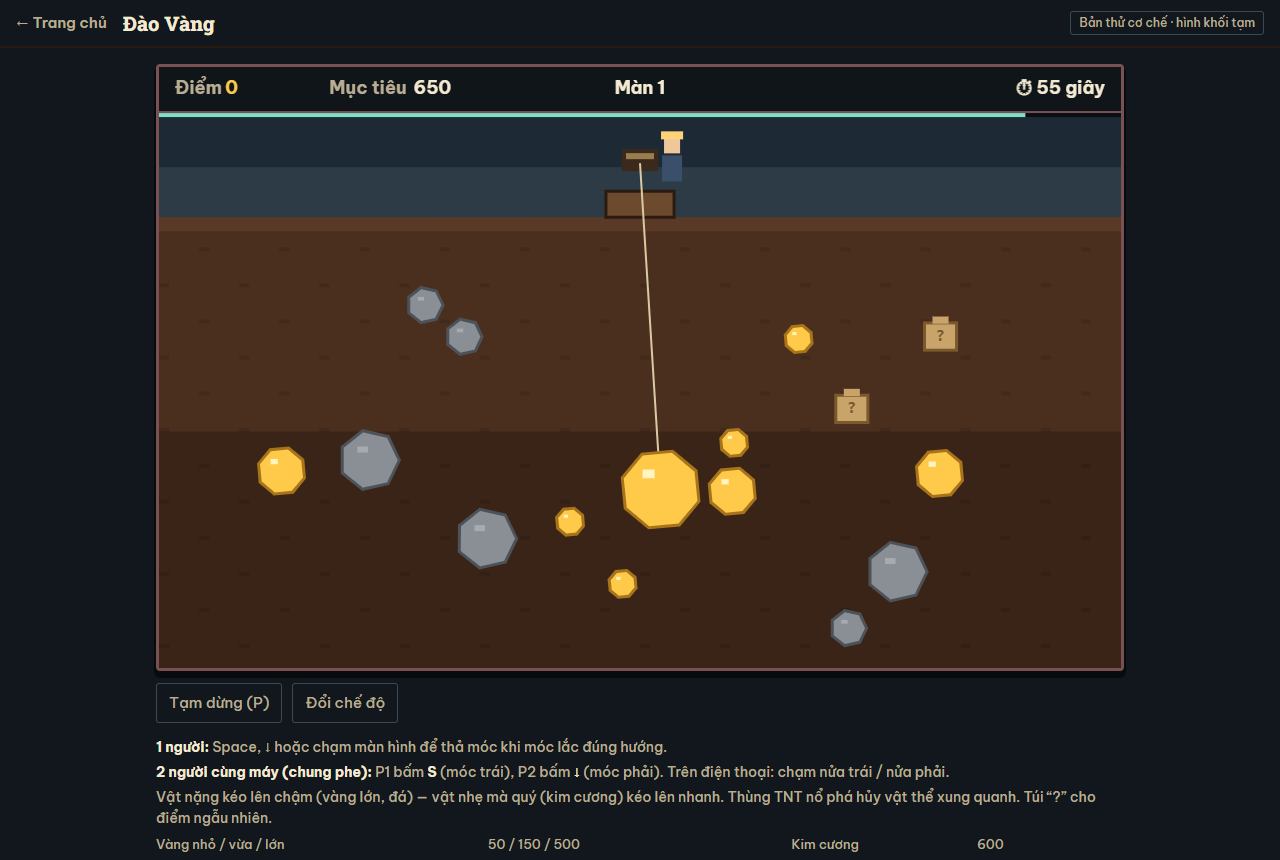 ← Trang chủ Đào Vàng Bản thử cơ chế · hình khối tạm
Điểm 0 Mục tiêu 650 Màn 1 ⏱ 55 giây
?
?
Tạm dừng (P) Đổi chế độ
1 người: Space, ↓ hoặc chạm màn hình để thả móc khi móc lắc đúng hướng.
2 người cùng máy (chung phe): P1 bấm S (móc trái), P2 bấm ↓ (móc phải). Trên điện thoại: chạm nửa trái / nửa phải.
Vật nặng kéo lên chậm (vàng lớn, đá) — vật nhẹ mà quý (kim cương) kéo lên nhanh. Thùng TNT nổ phá hủy vật thể xung quanh. Túi “?” cho
điểm ngẫu nhiên.
Vàng nhỏ / vừa / lớn 50 / 150 / 500 Kim cương 600